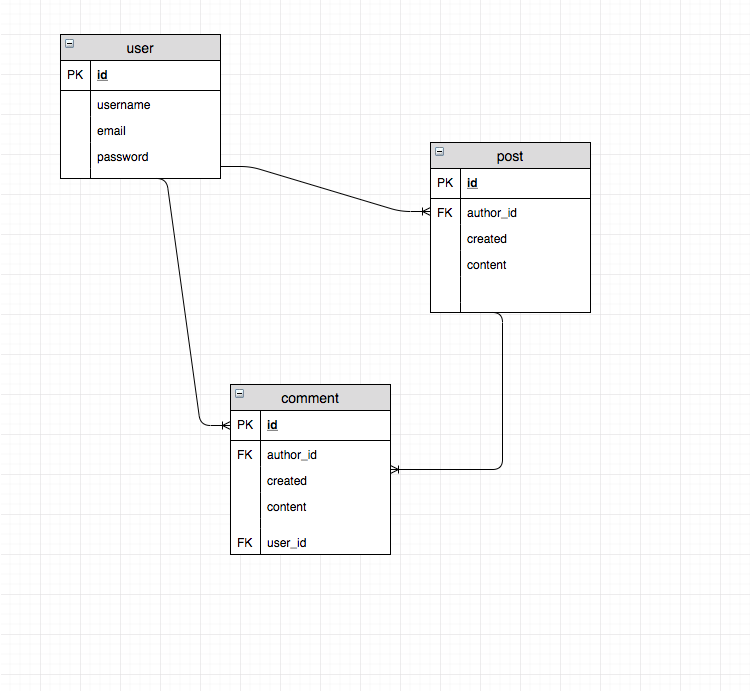 user
PK id
username
email
password
post
PK id
FK author_id
created
content
comment
PK id
FK author_id
created
content
FK user_id